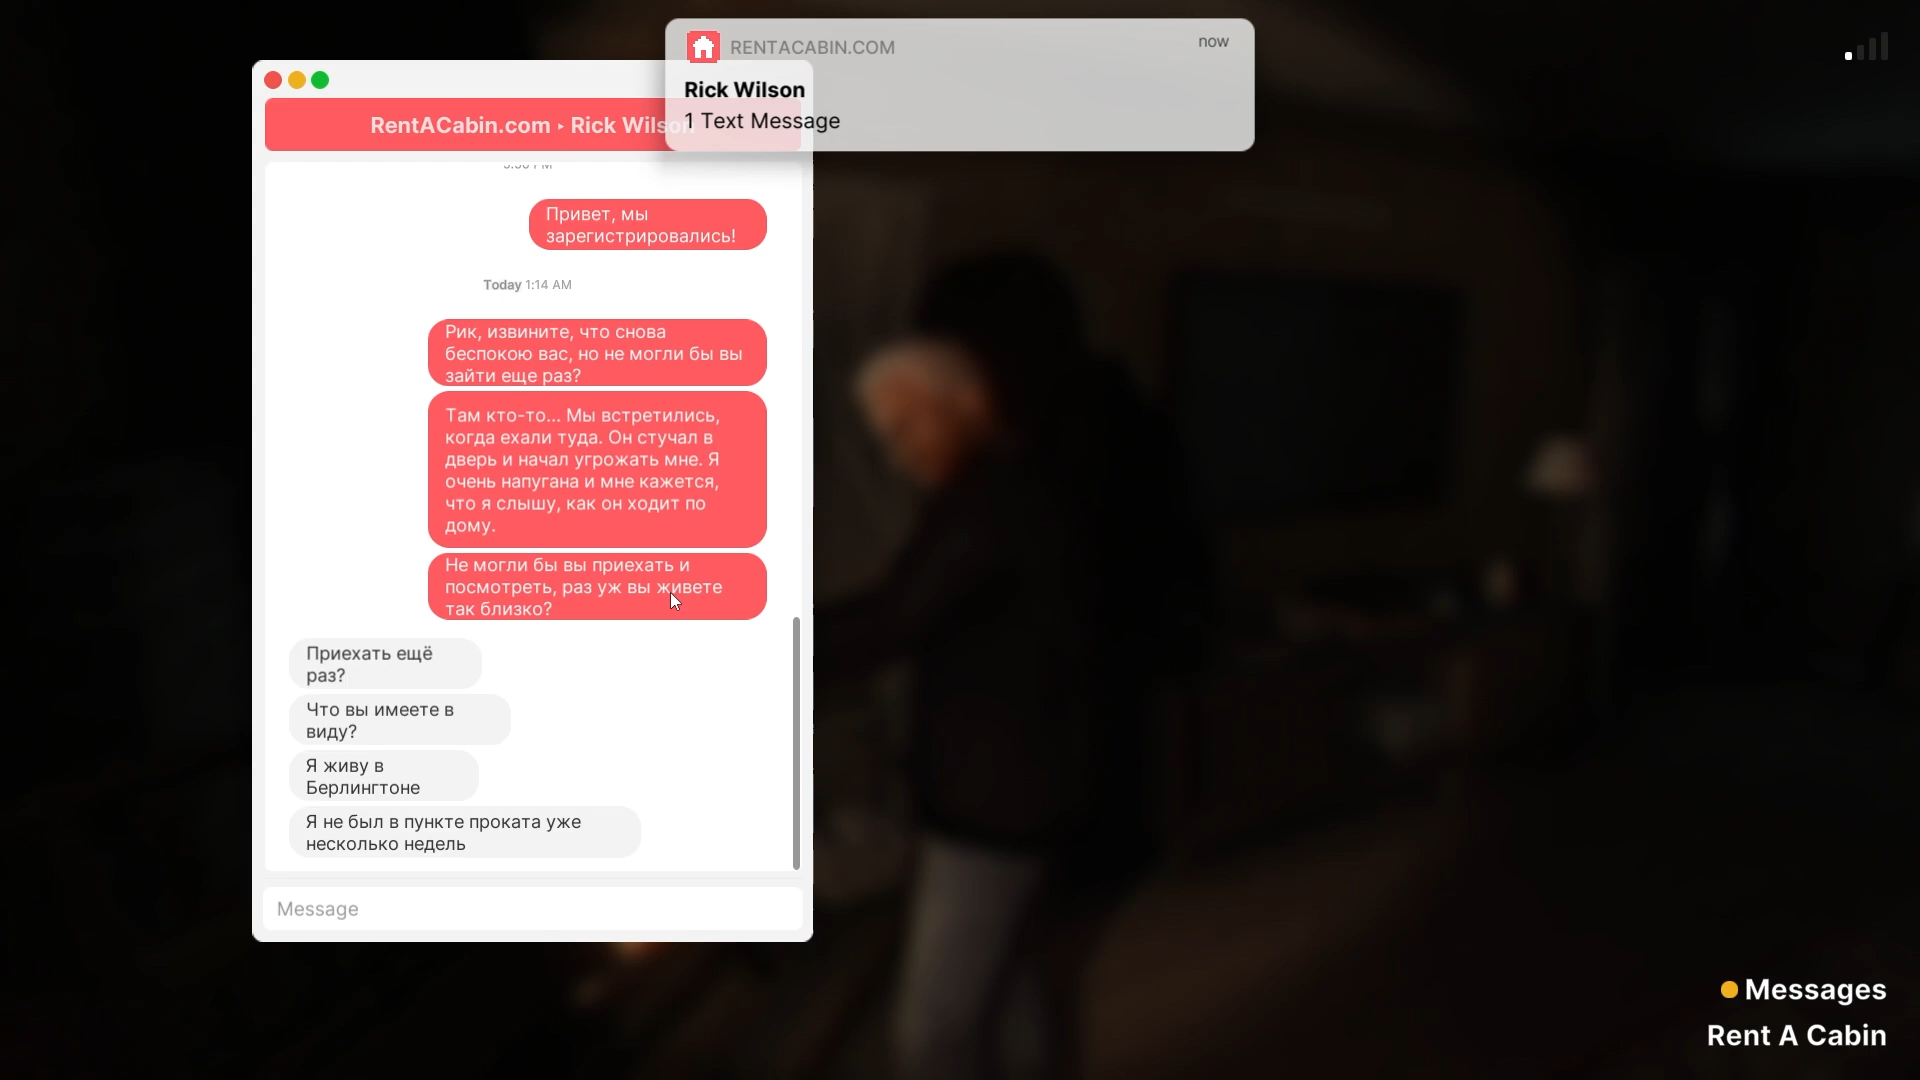 RENTACABIN.COM
now
Rick Wilson
1 Text Message
RentACabin.com ▸ Rick Wilson
Привет, мы
зарегистрировались!
Today 1:14 AM
Рик, извините, что снова
беспокою вас, но не могли бы вы
зайти еще раз?
Там кто-то... Мы встретились,
когда ехали туда. Он стучал в
дверь и начал угрожать мне. Я
очень напугана и мне кажется,
что я слышу, как он ходит по
дому.
Не могли бы вы приехать и
посмотреть, раз уж вы живете
так близко?
Приехать ещё
раз?
Что вы имеете в
виду?
Я живу в
Берлингтоне
Я не был в пункте проката уже
несколько недель
Message
Messages
Rent A Cabin